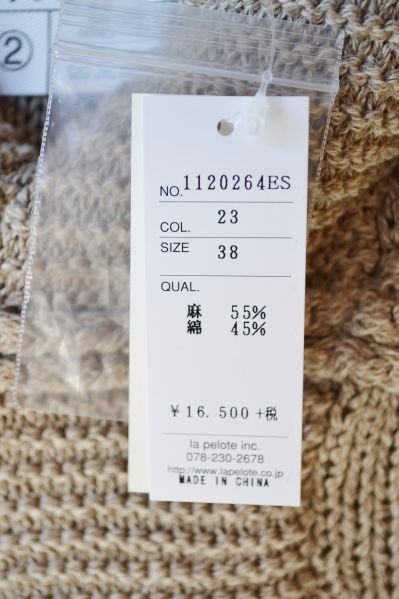 ②
NO. 1120264ES
COL. 23
SIZE 38
QUAL.
麻 55%
綿 45%
¥16.500+税
la pelote inc.
078-230-2678
http://www.lapelote.co.jp
MADE IN CHINA